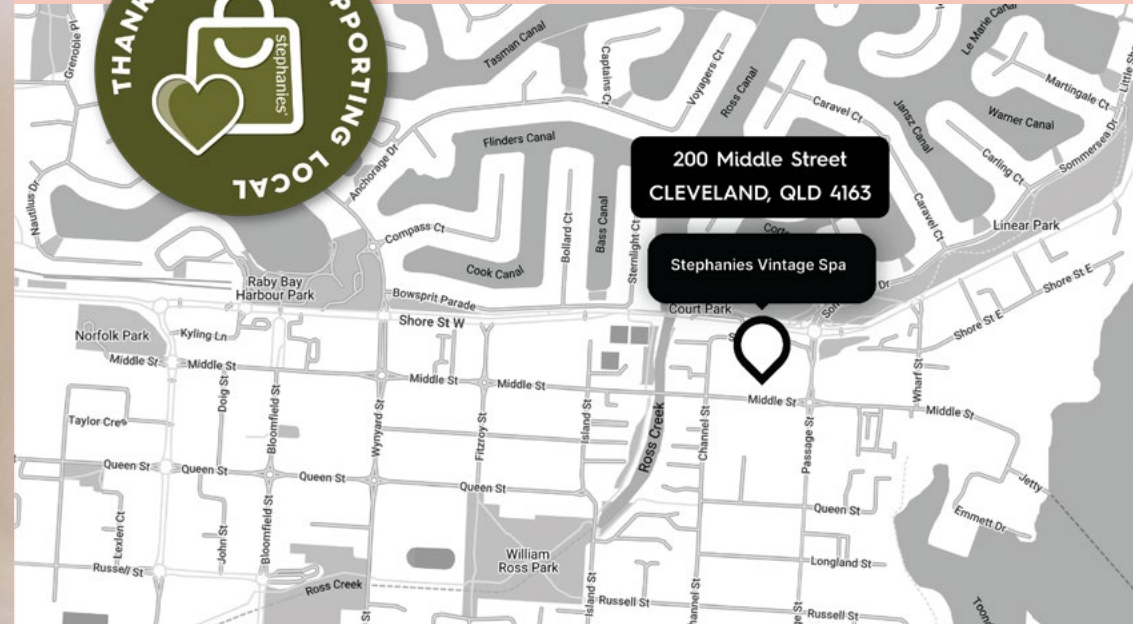 THANK
PPORTING LOCAL
stephanies
Grenoble Pl
Tasman Canal
Captains Ct
Voyagers Ct
Ross Canal
Le Marie Canal
Martingale Ct
Little Sh
Caravel Ct
Jansz Canal
Warner Canal
Flinders Canal
Anchorage Dr
200 Middle Street
CLEVELAND, QLD 4163
Carling Ct
Sommersea Dr
Nautilus Dr
Compass Ct
Bollard Ct
Bass Canal
Sternlight Ct
Caravel Ct
Linear Park
Cook Canal
Stephanies Vintage Spa
Dr
Shore St E
Raby Bay
Harbour Park
Bowsprit Parade
Court Park
Norfolk Park
Kyling Ln
Shore St W
Shore St E
Middle St
Middle St
Middle St
Middle St
Middle St
Wharf St
Middle St
Doig St
Bloomfield St
Wynyard St
Fitzroy St
Island St
Ross Creek
Channel St
Passage St
Taylor Cres
Queen St
Queen St
Queen St
Queen St
Queen St
Jetty
Emmett Dr
Lexlen Ct
John St
Bloomfield St
William
Ross Park
Longland St
Russell St
Ross Creek
Island St
Russell St
Russell St
St